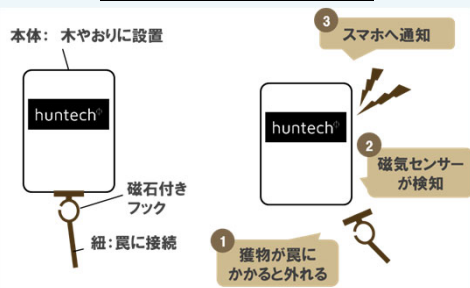 本体: 木やおりに設置
huntech
磁石付き
フック
紐:罠に接続
3
スマホへ通知
huntech
2
磁気センサー
が検知
1
獲物が罠に
かかると外れる